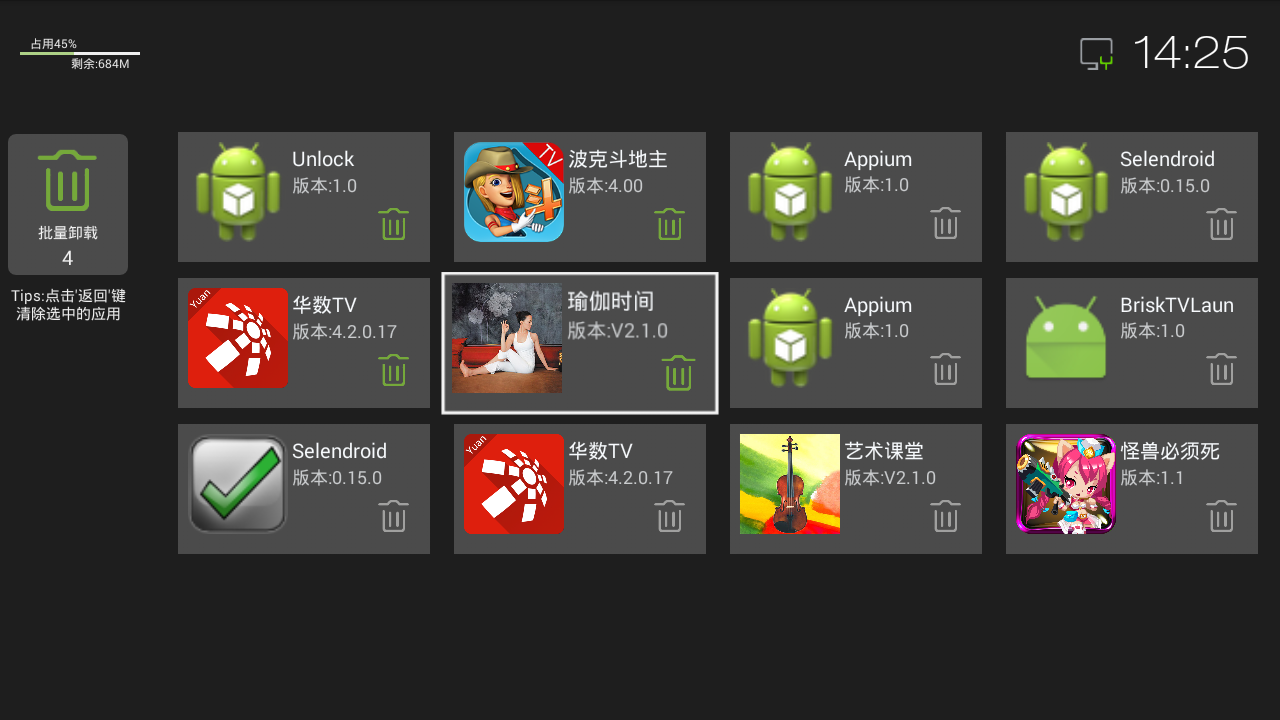 占用45%
剩余:684M
14:25
批量卸载
4
Tips:点击'返回'键
清除选中的应用
Unlock
版本:1.0
TV
波克斗地主
版本:4.00
Appium
版本:1.0
Selendroid
版本:0.15.0
Yuan
华数TV
版本:4.2.0.17
瑜伽时间
版本:V2.1.0
Appium
版本:1.0
BriskTVLaun
版本:1.0
Selendroid
版本:0.15.0
Yuan
华数TV
版本:4.2.0.17
艺术课堂
版本:V2.1.0
怪兽必须死
版本:1.1